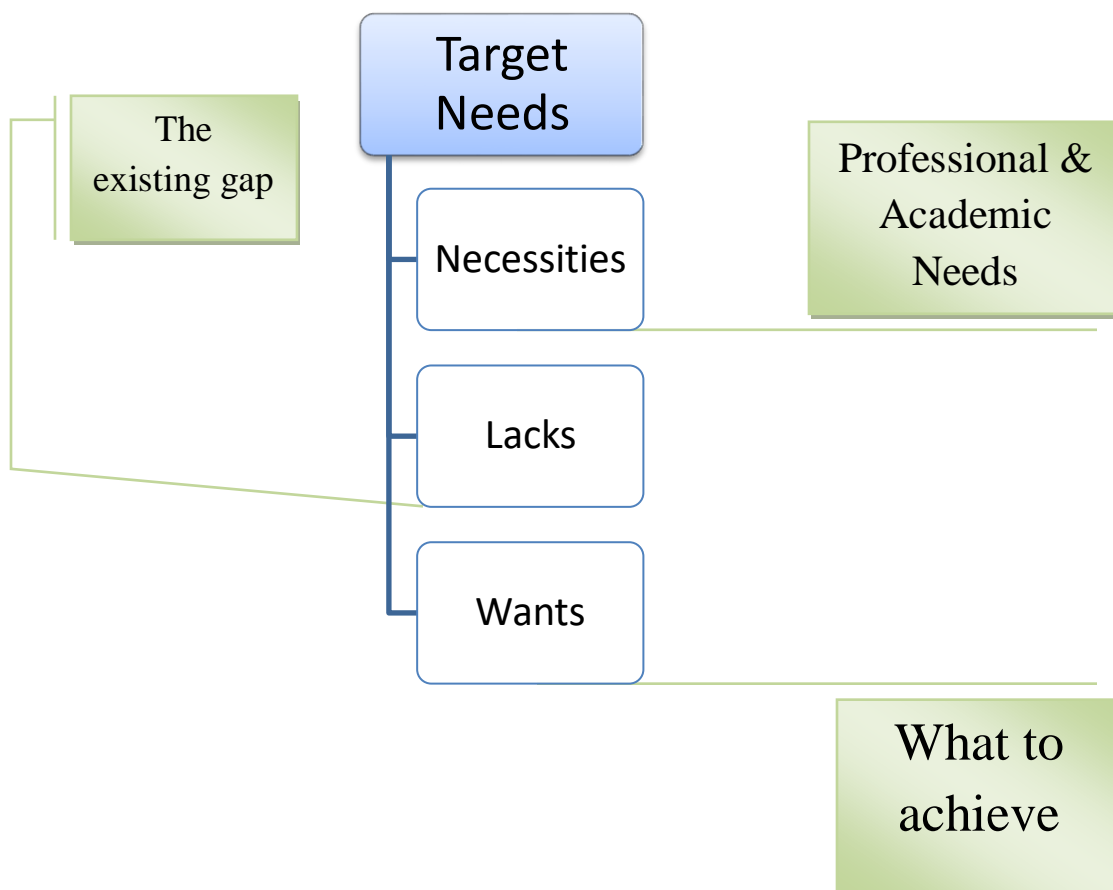 Target
Needs
The
existing gap
Professional &
Academic
Needs
Necessities
Lacks
Wants
What to
achieve